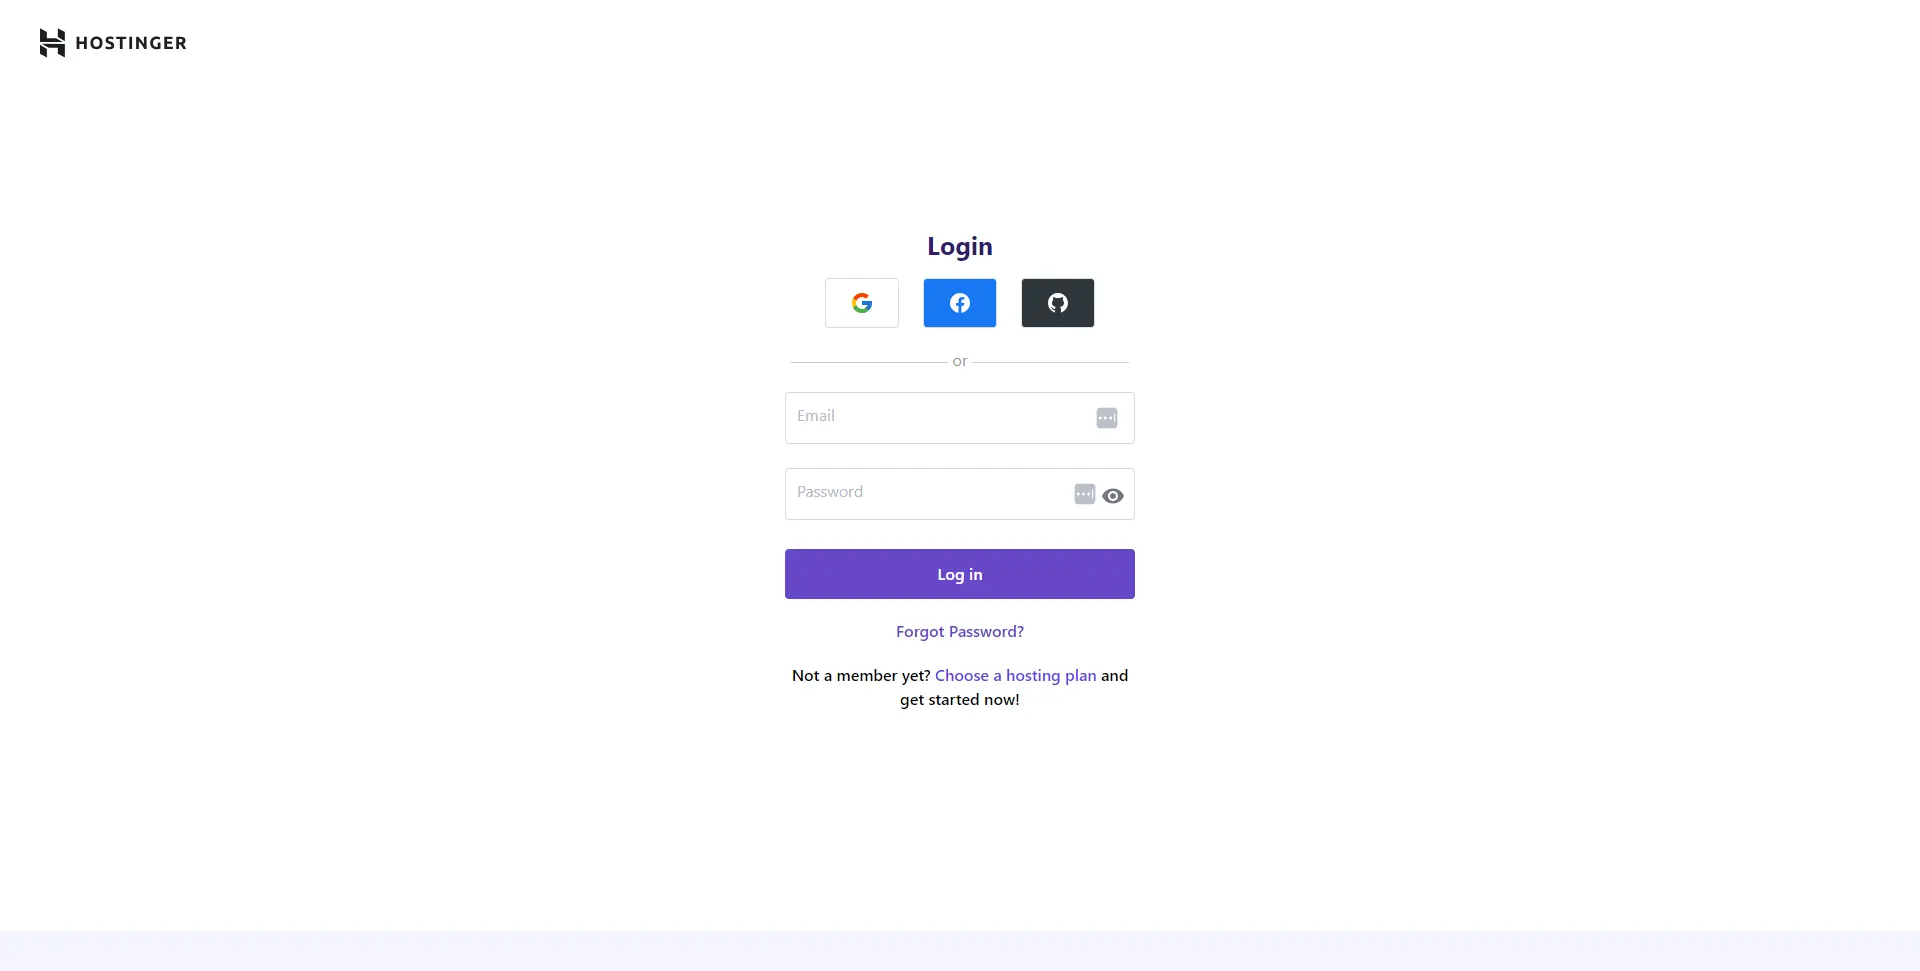 HOSTINGER
Login
or
Email
Password
Log in
Forgot Password?
Not a member yet? Choose a hosting plan and
get started now!